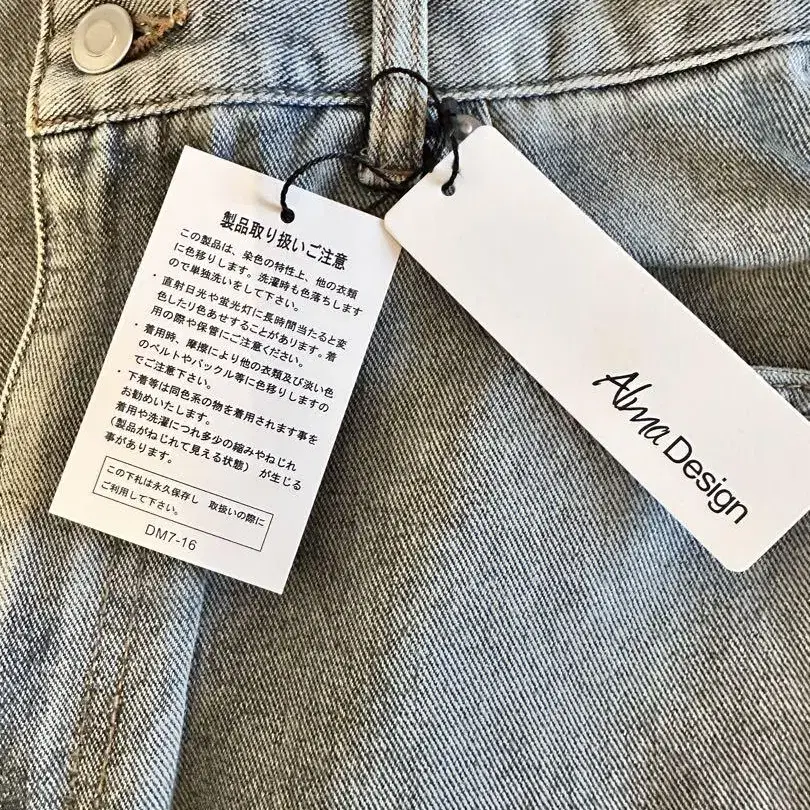 製品取り扱いご注意
この製品は、染色の特性上、他の衣類
に色移りします。洗濯時も色落ちします
ので単独洗いをして下さい。
・直射日光や蛍光灯に長時間当たると変
色したり色あせすることがあります。着
用の際や保管にご注意ください。
・着用時、摩擦により他の衣類及び淡い色
のベルトやバックル等に色移りしますの
でご注意下さい。
・下着等は同色系の物を着用されます事を
お勧めいたします。
着用や洗濯につれ多少の縮みやねじれ
（製品がねじれて見える状態） が生じる
事があります。
この下札は永久保存し 取扱いの際に
ご利用して下さい。
DM7-16
Alma Design